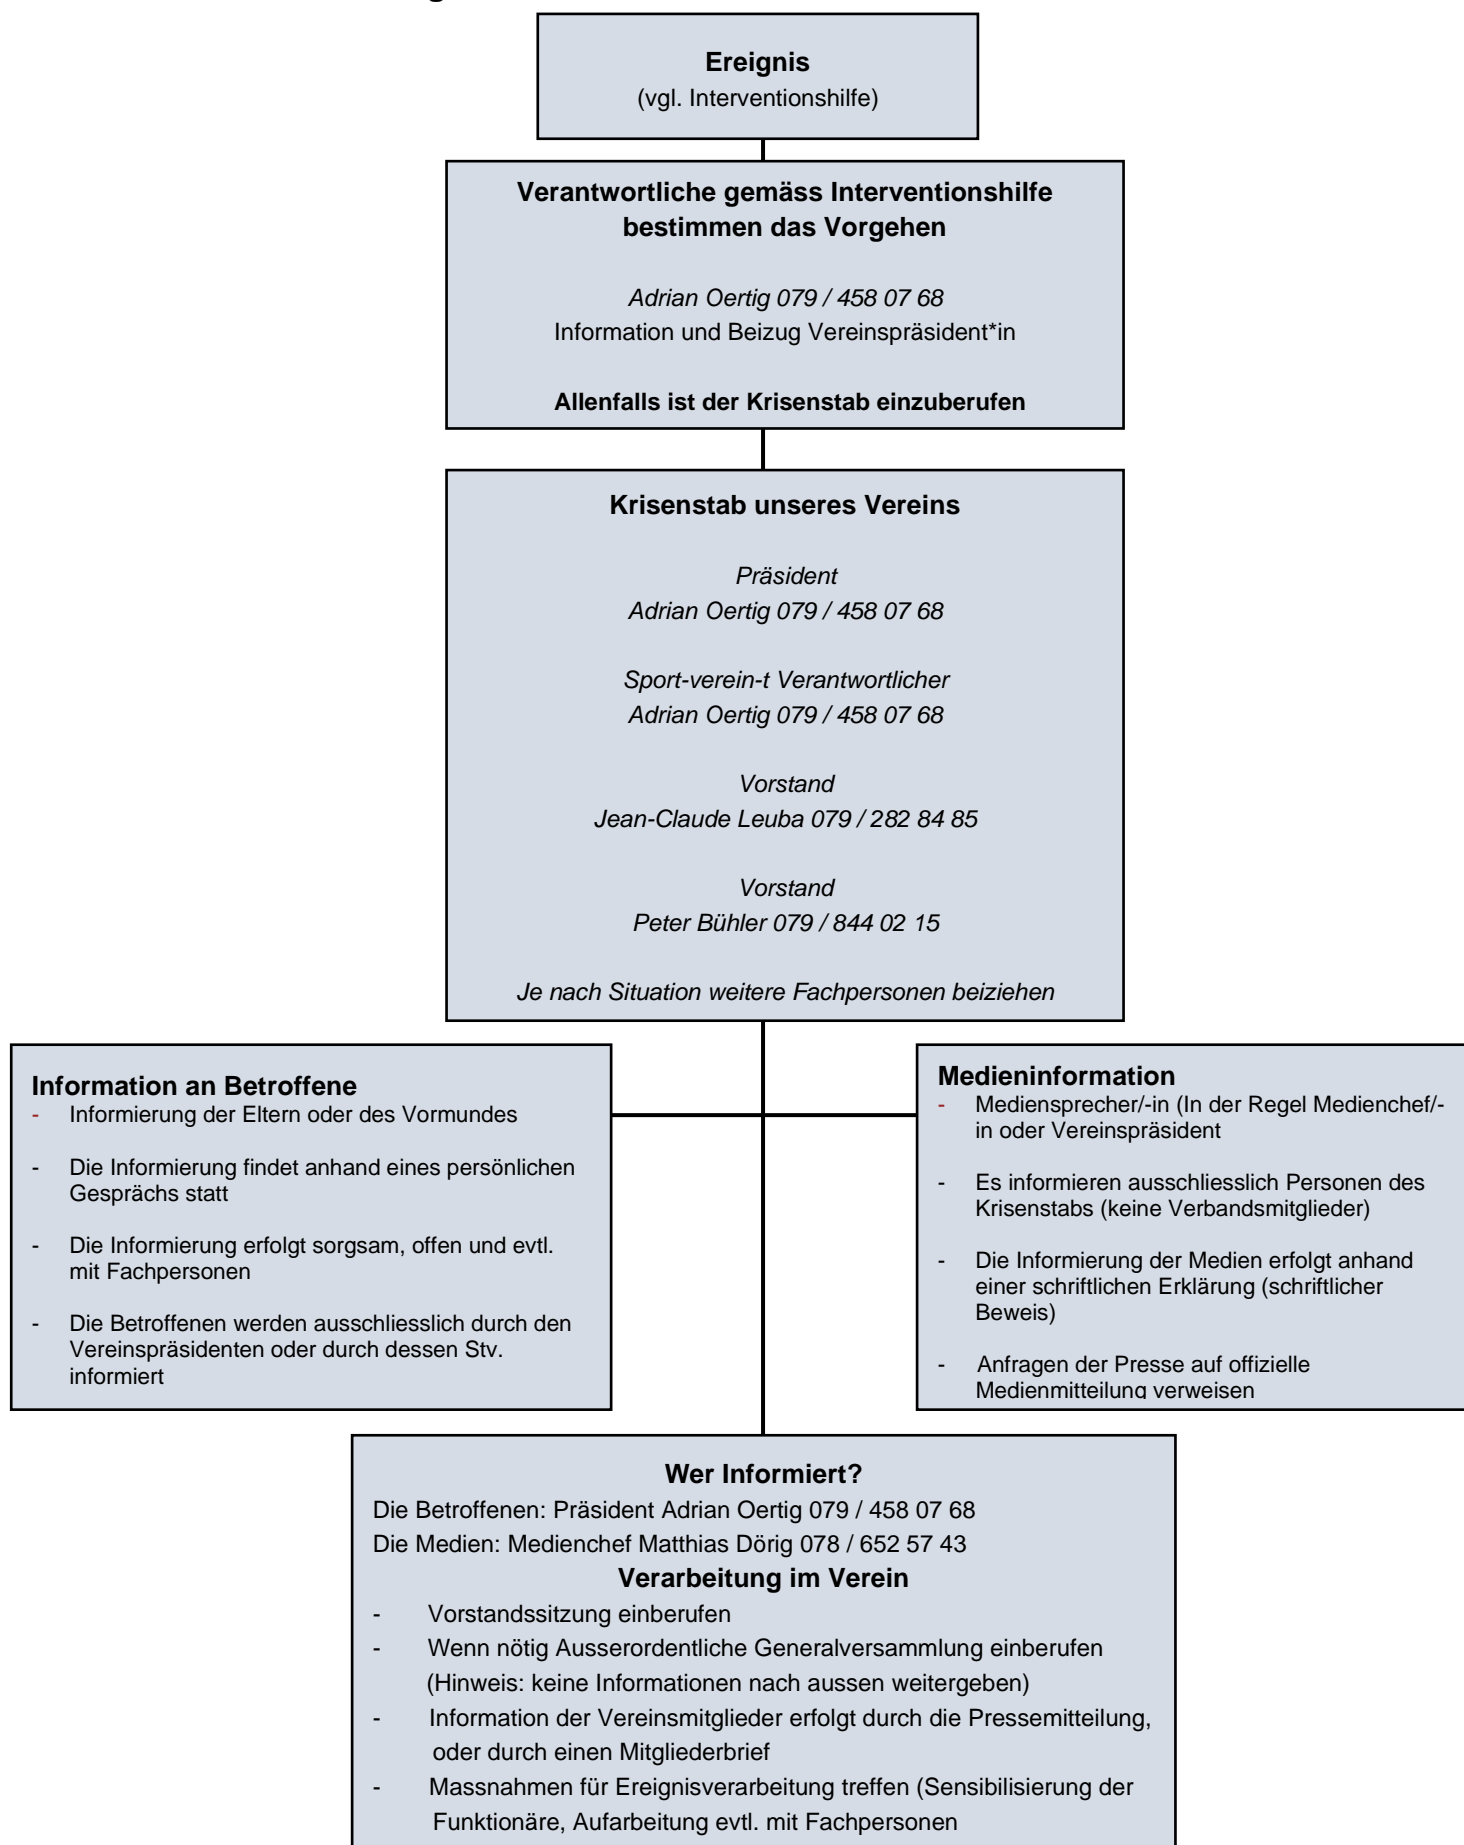 Ereignis
(vgl. Interventionshilfe)
Verantwortliche gemäss Interventionshilfe
bestimmen das Vorgehen
Adrian Oertig 079 / 458 07 68
Information und Beizug Vereinspräsident*in
Allenfalls ist der Krisenstab einzuberufen
Krisenstab unseres Vereins
Präsident
Adrian Oertig 079 / 458 07 68
Sport-verein-t Verantwortlicher
Adrian Oertig 079 / 458 07 68
Vorstand
Jean-Claude Leuba 079 / 282 84 85
Vorstand
Peter Bühler 079 / 844 02 15
Je nach Situation weitere Fachpersonen beiziehen
Information an Betroffene
- Informierung der Eltern oder des Vormundes
- Die Informierung findet anhand eines persönlichen
Gesprächs statt
- Die Informierung erfolgt sorgsam, offen und evtl.
mit Fachpersonen
- Die Betroffenen werden ausschliesslich durch den
Vereinspräsidenten oder durch dessen Stv.
informiert
Medieninformation
- Mediensprecher/-in (In der Regel Medienchef/-
in oder Vereinspräsident
- Es informieren ausschliesslich Personen des
Krisenstabs (keine Verbandsmitglieder)
- Die Informierung der Medien erfolgt anhand
einer schriftlichen Erklärung (schriftlicher
Beweis)
- Anfragen der Presse auf offizielle
Medienmitteilung verweisen
Wer Informiert?
Die Betroffenen: Präsident Adrian Oertig 079 / 458 07 68
Die Medien: Medienchef Matthias Dörig 078 / 652 57 43
Verarbeitung im Verein
- Vorstandssitzung einberufen
- Wenn nötig Ausserordentliche Generalversammlung einberufen
(Hinweis: keine Informationen nach aussen weitergeben)
- Information der Vereinsmitglieder erfolgt durch die Pressemitteilung,
oder durch einen Mitgliederbrief
- Massnahmen für Ereignisverarbeitung treffen (Sensibilisierung der
Funktionäre, Aufarbeitung evtl. mit Fachpersonen